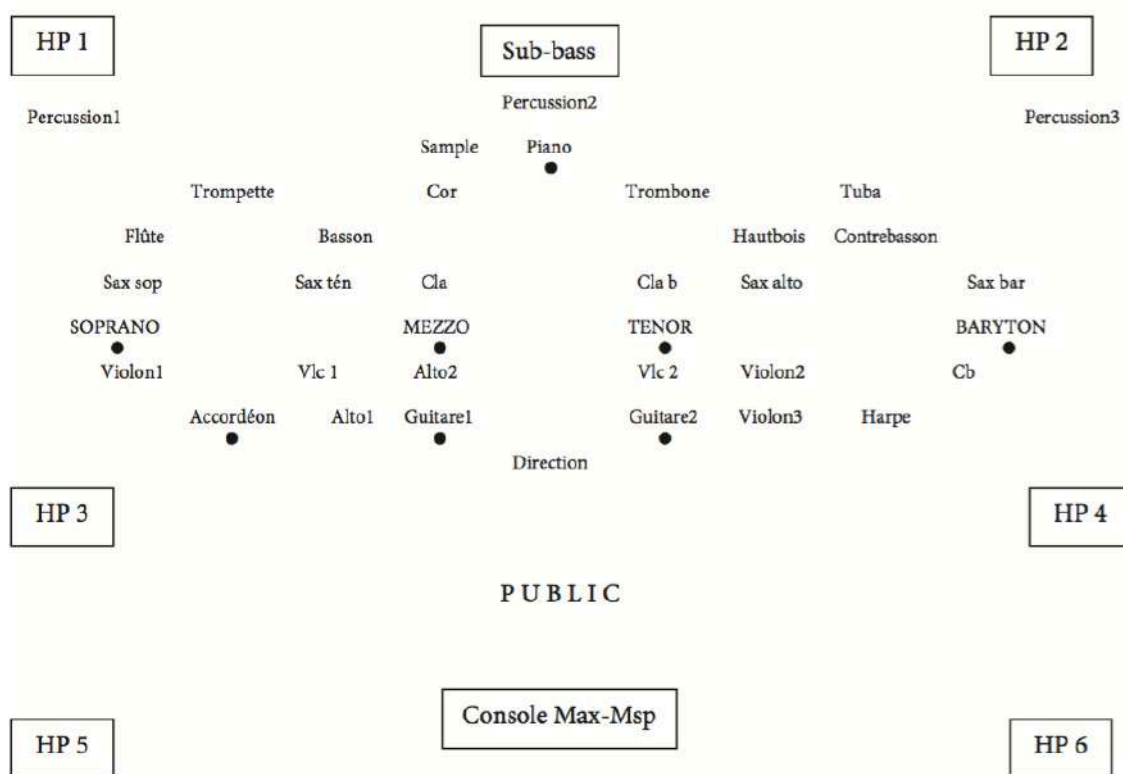 HP 1 Sub-bass HP 2
Percussion1 Percussion2 Percussion3
Sample Piano
Trompette Cor Trombone Tuba
Flûte Basson Hautbois Contrebasson
Sax sop Sax tén Cla Cla b Sax alto Sax bar
SOPRANO MEZZO TENOR BARYTON
Violon1 Vlc 1 Alto2 Vlc 2 Violon2 Cb
Accordéon Alto1 Guitare1 Guitare2 Violon3 Harpe
Direction
HP 3 HP 4
PUBLIC
Console Max-Msp
HP 5 HP 6